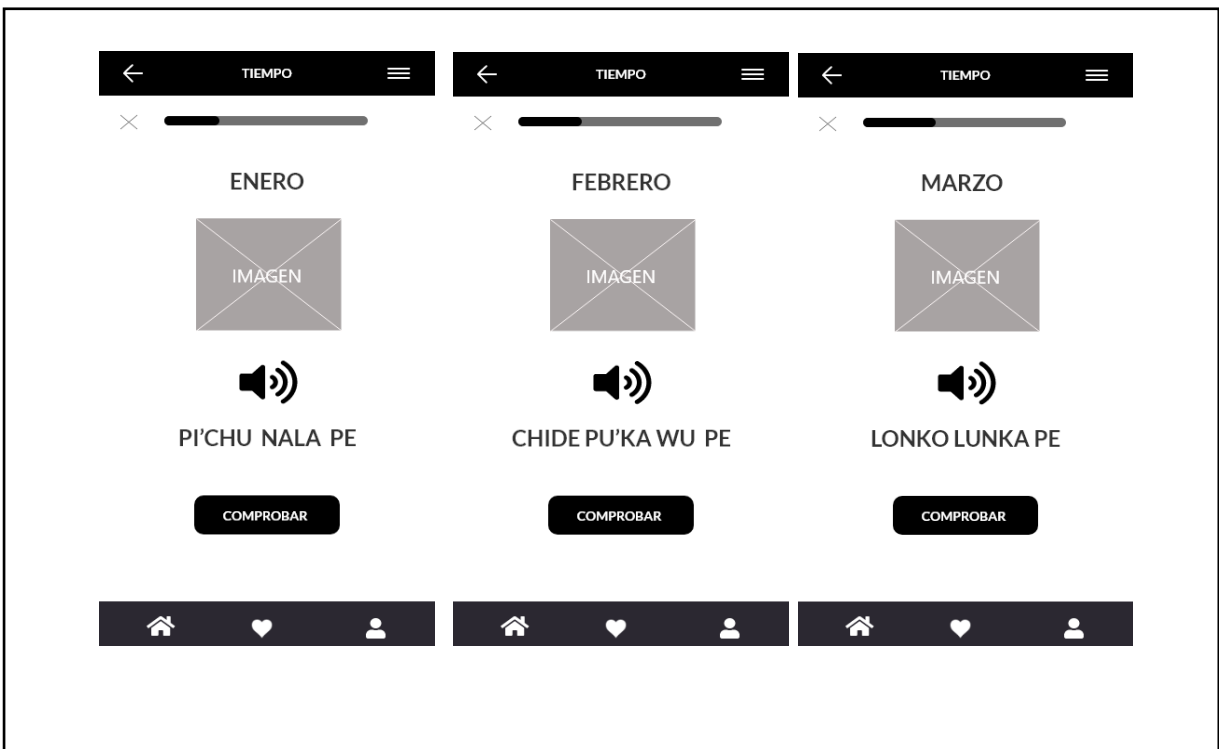 TIEMPO
ENERO
IMAGEN
PI’CHU NALA PE
COMPROBAR
TIEMPO
FEBRERO
IMAGEN
CHIDE PU’KA WU PE
COMPROBAR
TIEMPO
MARZO
IMAGEN
LONKO LUNKA PE
COMPROBAR